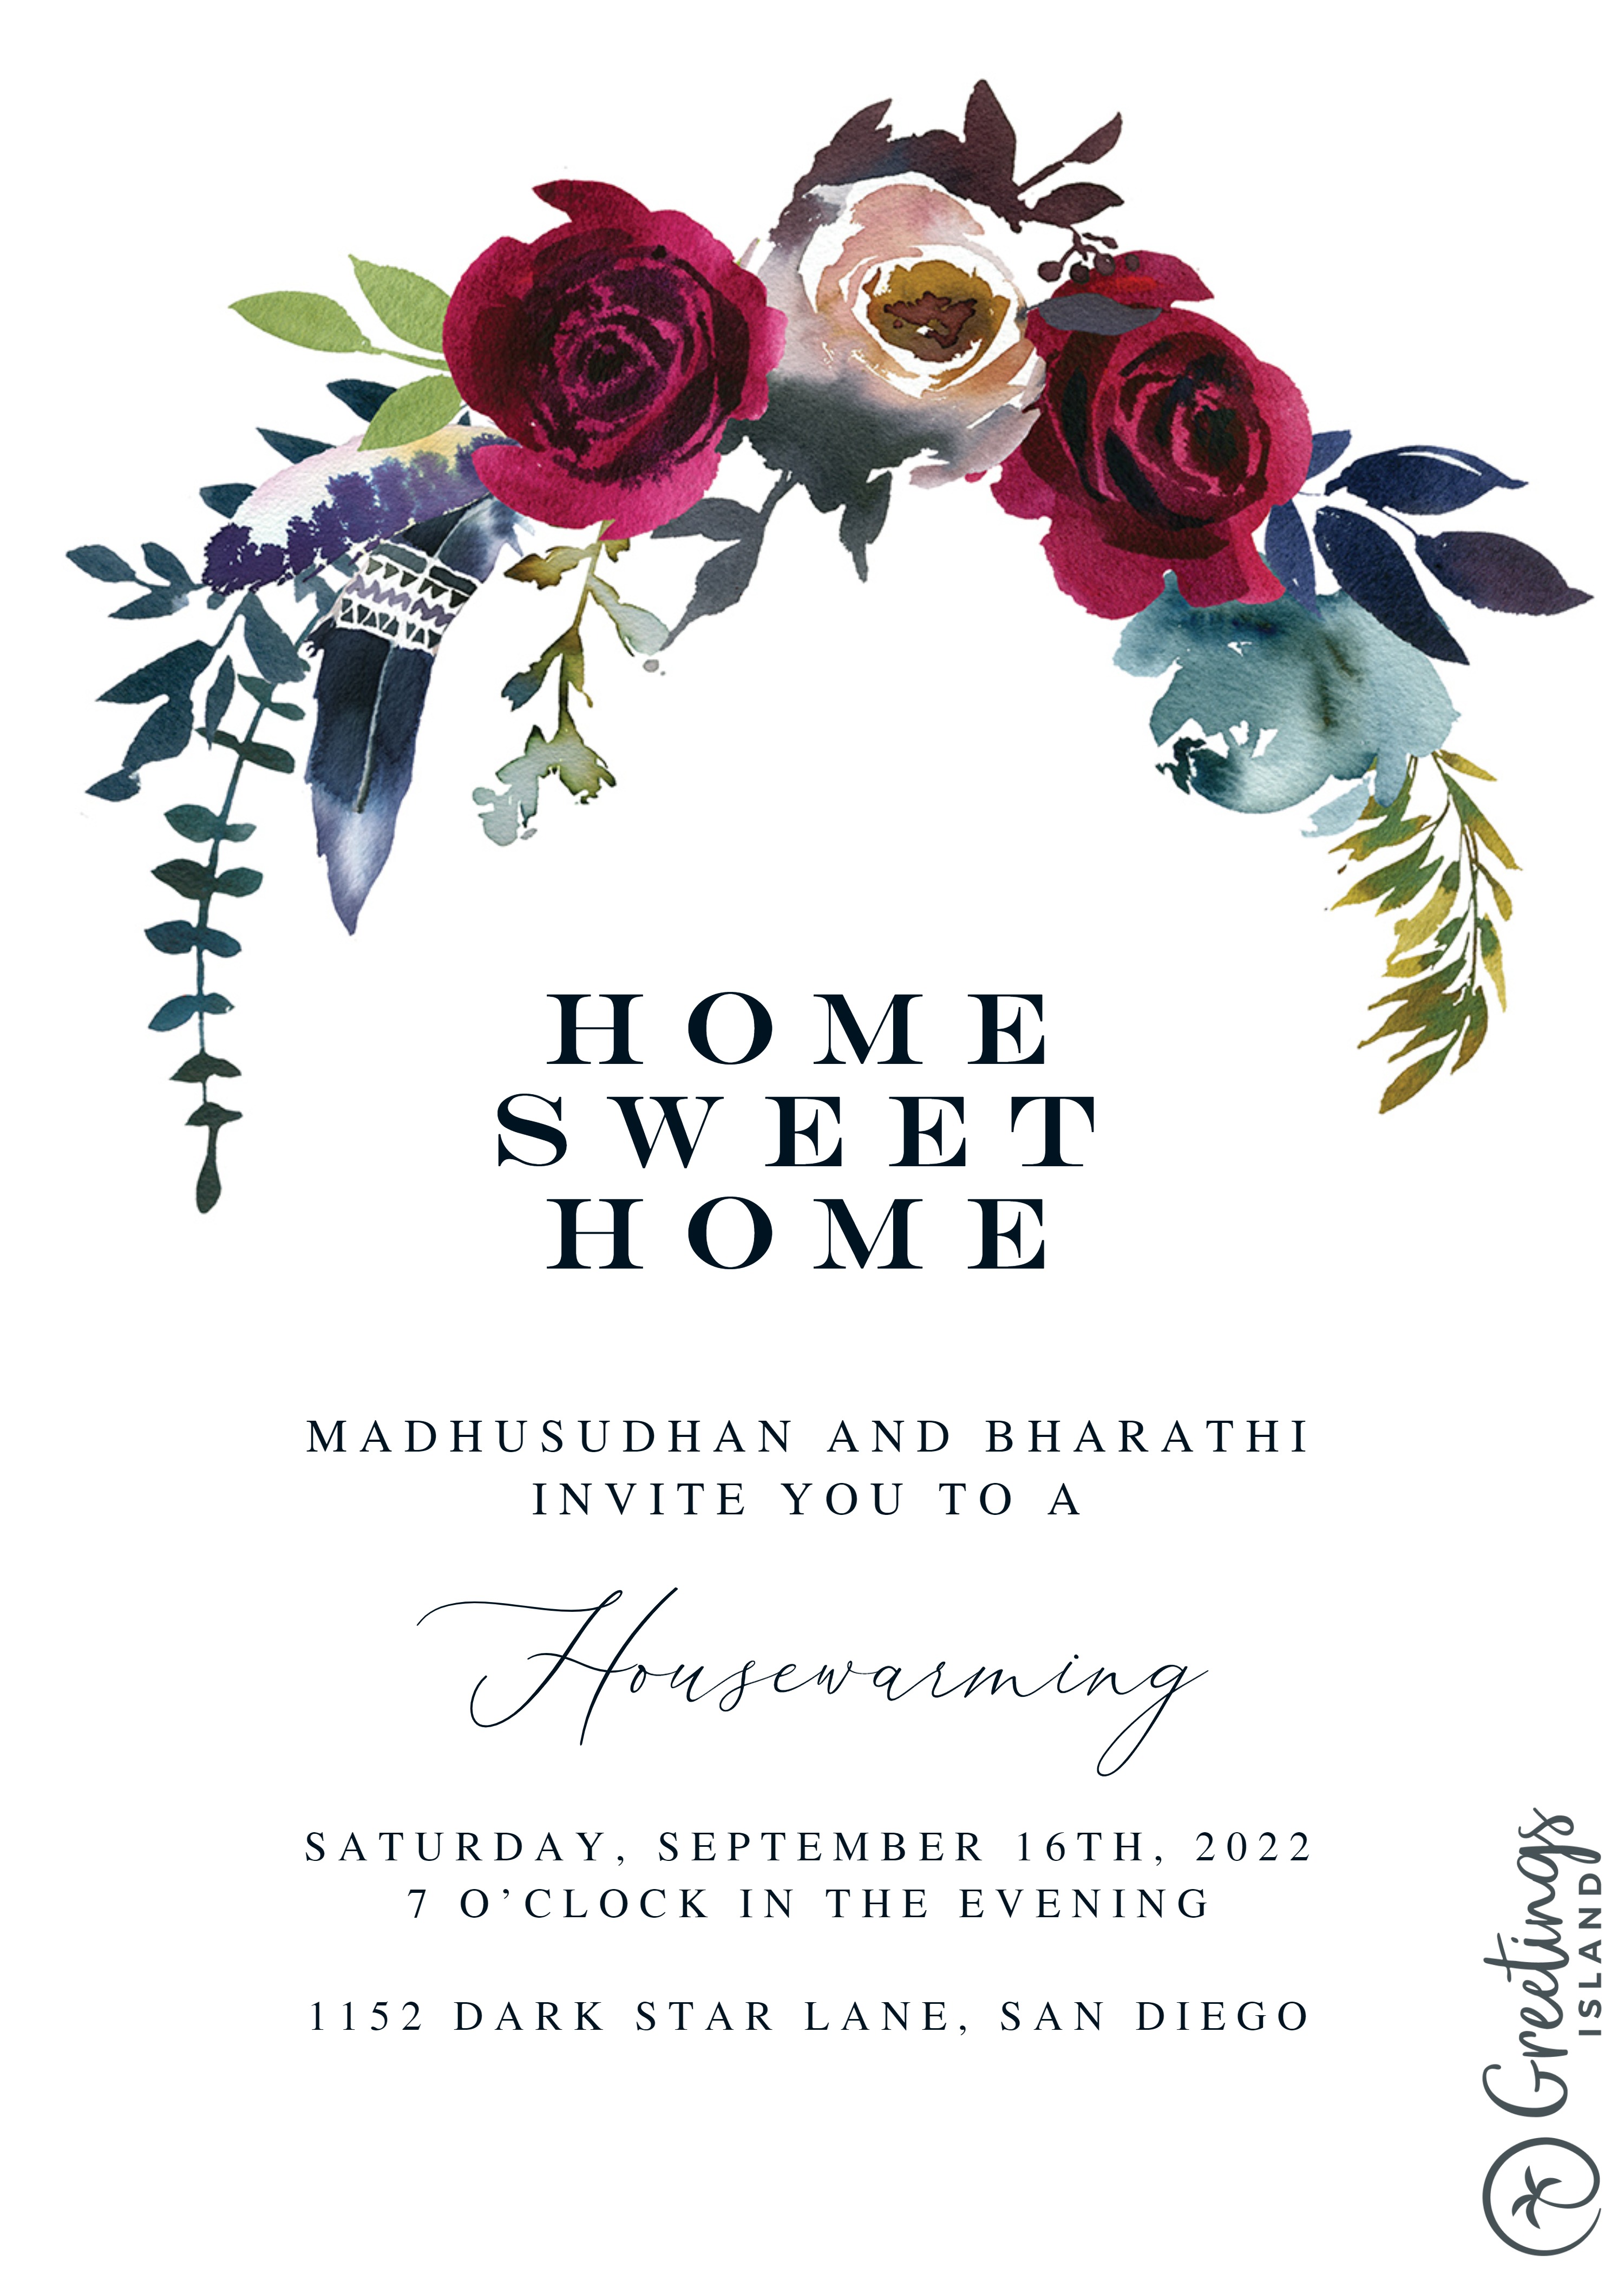 HOME
SWEET
HOME
MADHUSUDHAN AND BHARATHI
INVITE YOU TO A
Housewarming
SATURDAY, SEPTEMBER 16TH, 2022
7 O’CLOCK IN THE EVENING
1152 DARK STAR LANE, SAN DIEGO
Greetings
ISLAND